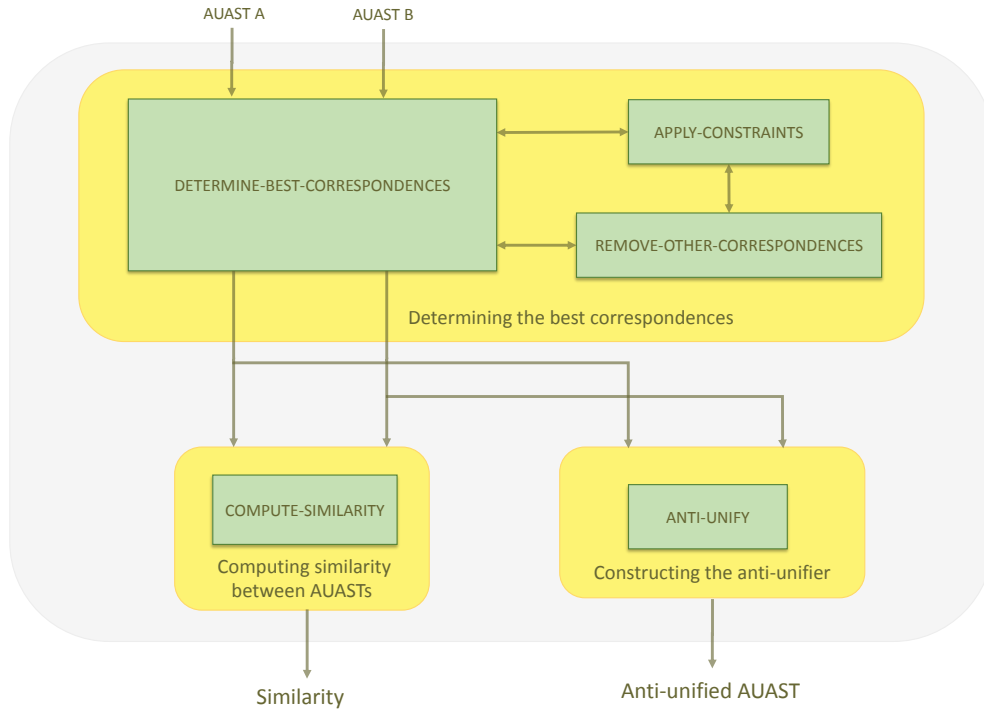 AUAST A
AUAST B
DETERMINE-BEST-CORRESPONDENCES
APPLY-CONSTRAINTS
REMOVE-OTHER-CORRESPONDENCES
Determining the best correspondences
COMPUTE-SIMILARITY
Computing similarity
between AUASTs
ANTI-UNIFY
Constructing the anti-unifier
Similarity
Anti-unified AUAST